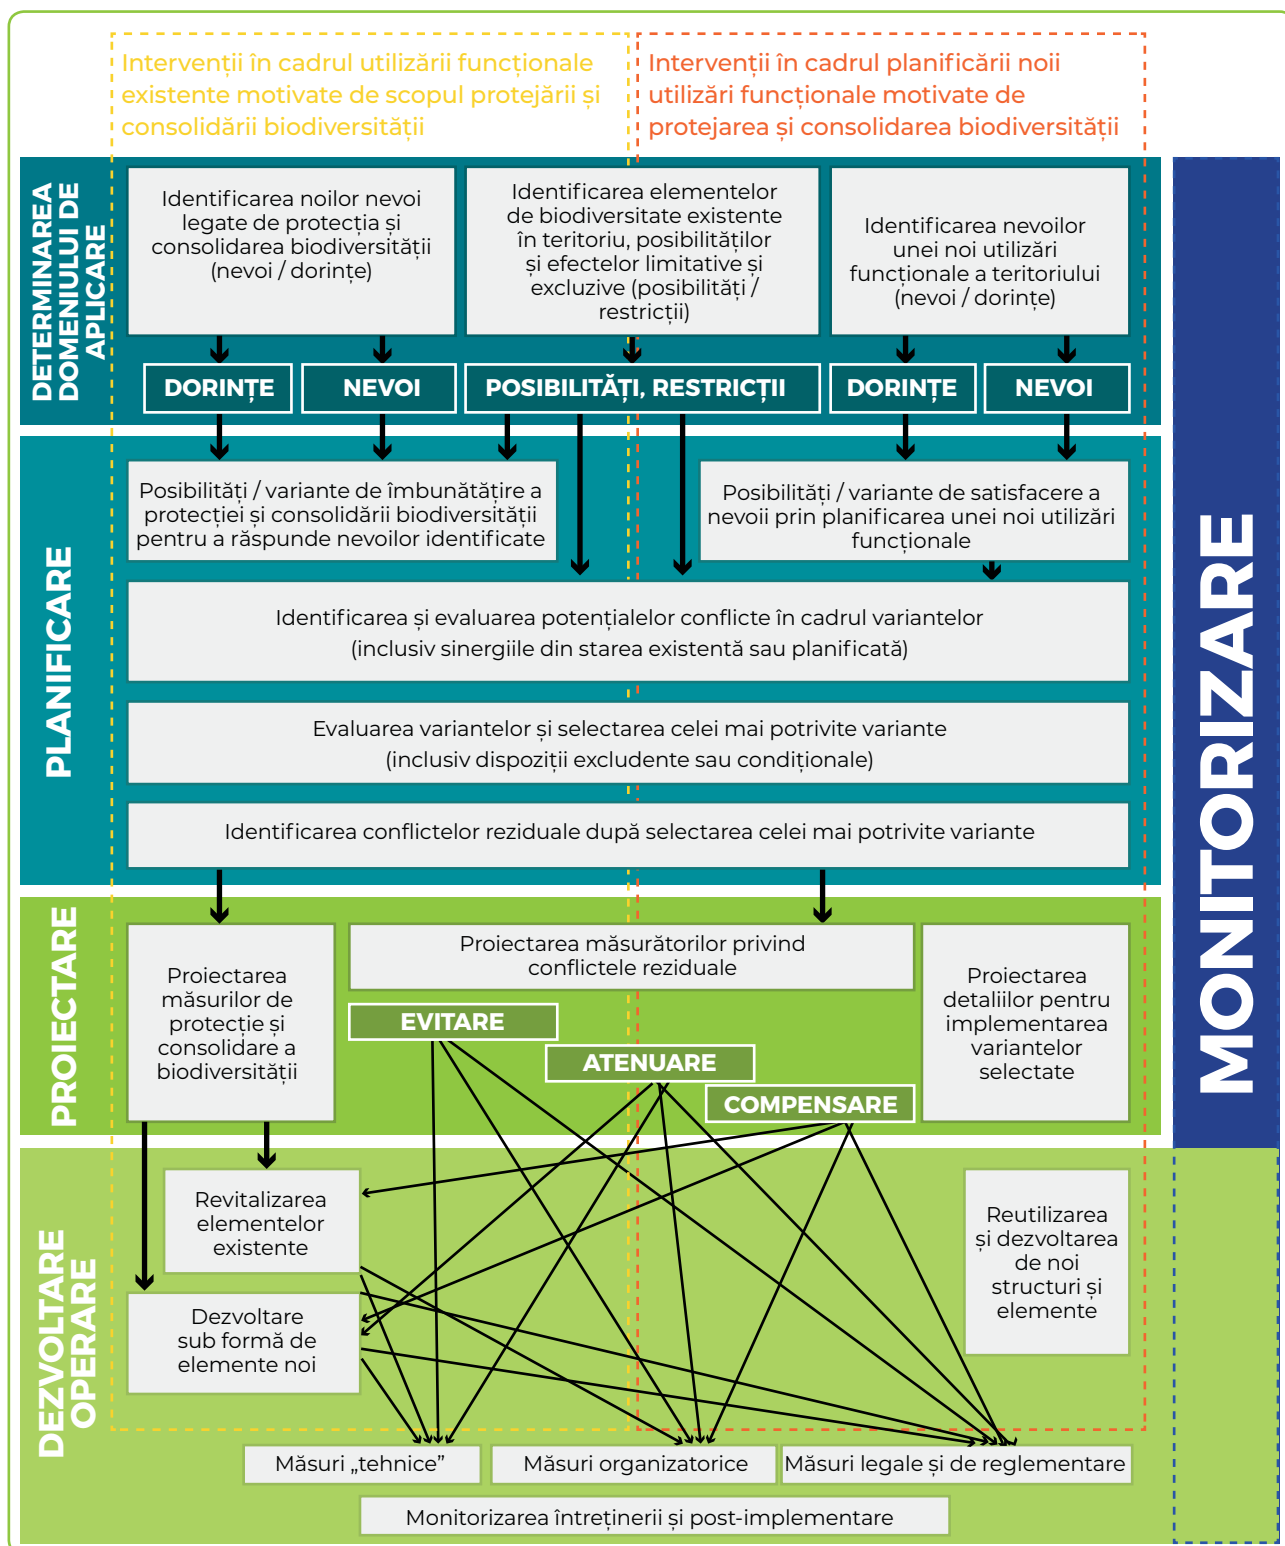 Intervenții în cadrul utilizării funcționale
existente motivate de scopul protejării și
consolidării biodiversității
Intervenții în cadrul planificării noii
utilizări funcționale motivate de
protejarea și consolidarea biodiversității
DETERMINAREA
DOMENIULUI DE
APLICARE
Identificarea noilor nevoi
legate de protecția și
consolidarea biodiversității
(nevoi / dorințe)
Identificarea elementelor
de biodiversitate existente
în teritoriu, posibilităților
și efectelor limitative și
excluzive (posibilități /
restricții)
Identificarea nevoilor
unei noi utilizări
funcționale a teritoriului
(nevoi / dorințe)
DORINȚE
NEVOI
POSIBILITĂȚI, RESTRICȚII
DORINȚE
NEVOI
PLANIFICARE
Posibilități / variante de îmbunătățire a
protecției și consolidării biodiversității
pentru a răspunde nevoilor identificate
Posibilități / variante de satisfacere a
nevoii prin planificarea unei noi utilizări
funcționale
Identificarea și evaluarea potențialelor conflicte în cadrul variantelor
(inclusiv sinergiile din starea existentă sau planificată)
Evaluarea variantelor și selectarea celei mai potrivite variante
(inclusiv dispoziții excludente sau condiționale)
Identificarea conflictelor reziduale după selectarea celei mai potrivite variante
PROIECTARE
Proiectarea
măsurilor de
protecție și
consolidare a
biodiversității
Proiectarea măsurătorilor privind
conflictele reziduale
EVITARE
ATENUARE
COMPENSARE
Proiectarea
detaliilor pentru
implementarea
variantelor
selectate
DEZVOLTARE
OPERARE
Revitalizarea
elementelor
existente
Dezvoltare
sub formă de
elemente noi
Reutilizarea
și dezvoltarea
de noi
structuri și
elemente
Măsuri „tehnice”
Măsuri organizatorice
Măsuri legale și de reglementare
Monitorizarea întreținerii și post-implementare
MONITORIZARE